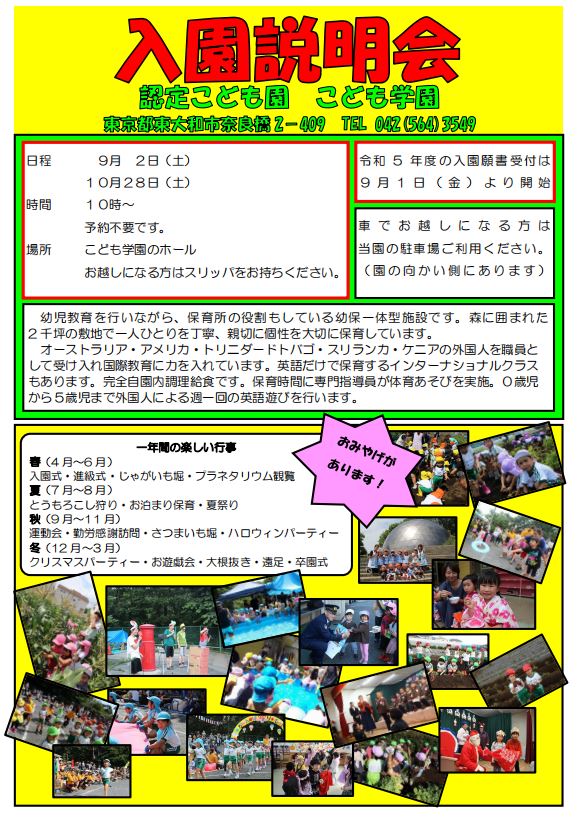 入園説明会
認定こども園 こども学園
東京都東大和市奈良橋2－409 TEL 042(564)3549
日程 9月 2日（土）
10月28日（土）
時間 10時～
予約不要です。
場所 こども学園のホール
お越しになる方はスリッパをお持ちください。
令和5年度の入園願書受付は
9月1日（金）より開始
車でお越しになる方は
当園の駐車場ご利用ください。
（園の向かい側にあります）
幼児教育を行いながら、保育所の役割もしている幼保一体型施設です。森に囲まれた
2千坪の敷地で一人ひとりを丁寧、親切に個性を大切に保育しています。
オーストラリア・アメリカ・トリニダードトバゴ・スリランカ・ケニアの外国人を職員と
して受け入れ国際教育に力を入れています。英語だけで保育するインターナショナルクラス
もあります。完全自園内調理給食です。保育時間に専門指導員が体育あそびを実施。0歳児
から5歳児まで外国人による週一回の英語遊びを行います。
一年間の楽しい行事
春（4月～6月）
入園式・進級式・じゃがいも堀・プラネタリウム観覧
夏（7月～8月）
とうもろこし狩り・お泊まり保育・夏祭り
秋（9月～11月）
運動会・勤労感謝訪問・さつまいも堀・ハロウィンパーティー
冬（12月～3月）
クリスマスパーティー・お遊戯会・大根抜き・遠足・卒園式
おみやげが
あります！